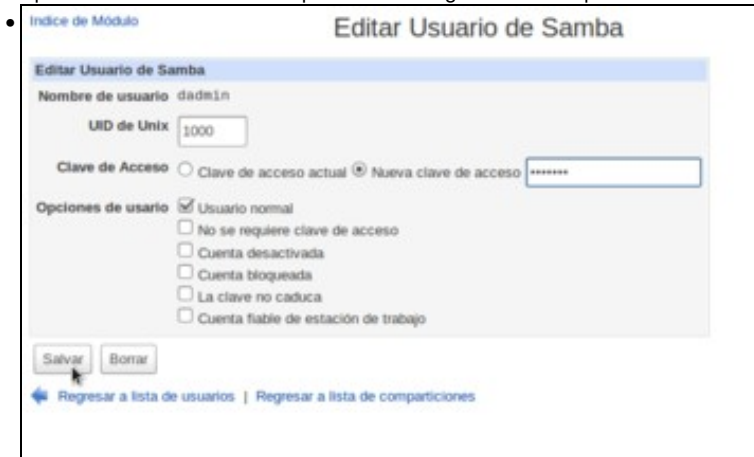 Indice de Módulo
Editar Usuario de Samba
Editar Usuario de Samba
Nombre de usuario dadmin
UID de Unix 1000
Clave de Acceso Clave de acceso actual Nueva clave de acceso •••••••
Opciones de usario Usuario normal
No se requiere clave de acceso
Cuenta desactivada
Cuenta bloqueada
La clave no caduca
Cuenta fiable de estación de trabajo
Salvar Borrar
Regresar a lista de usuarios | Regresar a lista de comparticiones